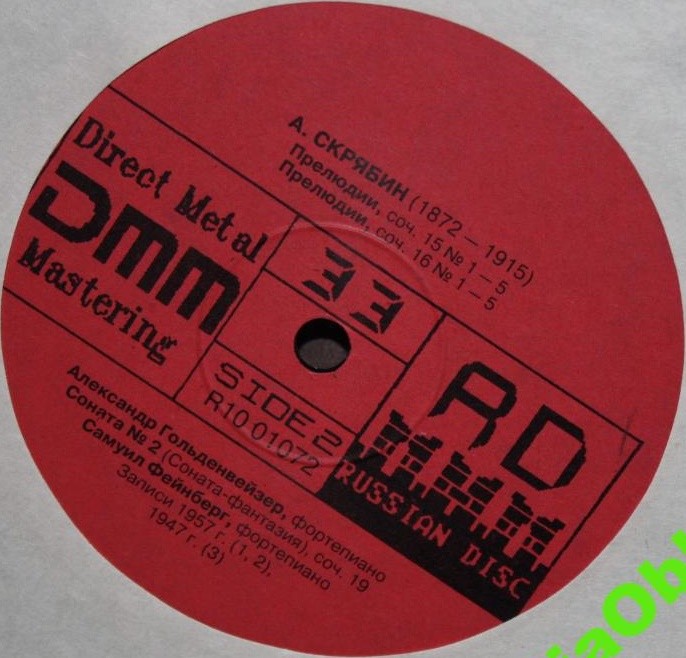 А. СКРЯБИН (1872 – 1915)
Прелюдии, соч. 15 № 1 – 5
Прелюдии, соч. 16 № 1 – 5
Direct Metal
DMM
Mastering
33
SIDE 2
R10 01072
RD
RUSSIAN DISC
Александр Гольденвейзер, фортепиано
Соната № 2 (Соната-фантазия), соч. 19
Самуил Фейнберг, фортепиано
Записи 1957 г. (1, 2),
1947 г. (3)